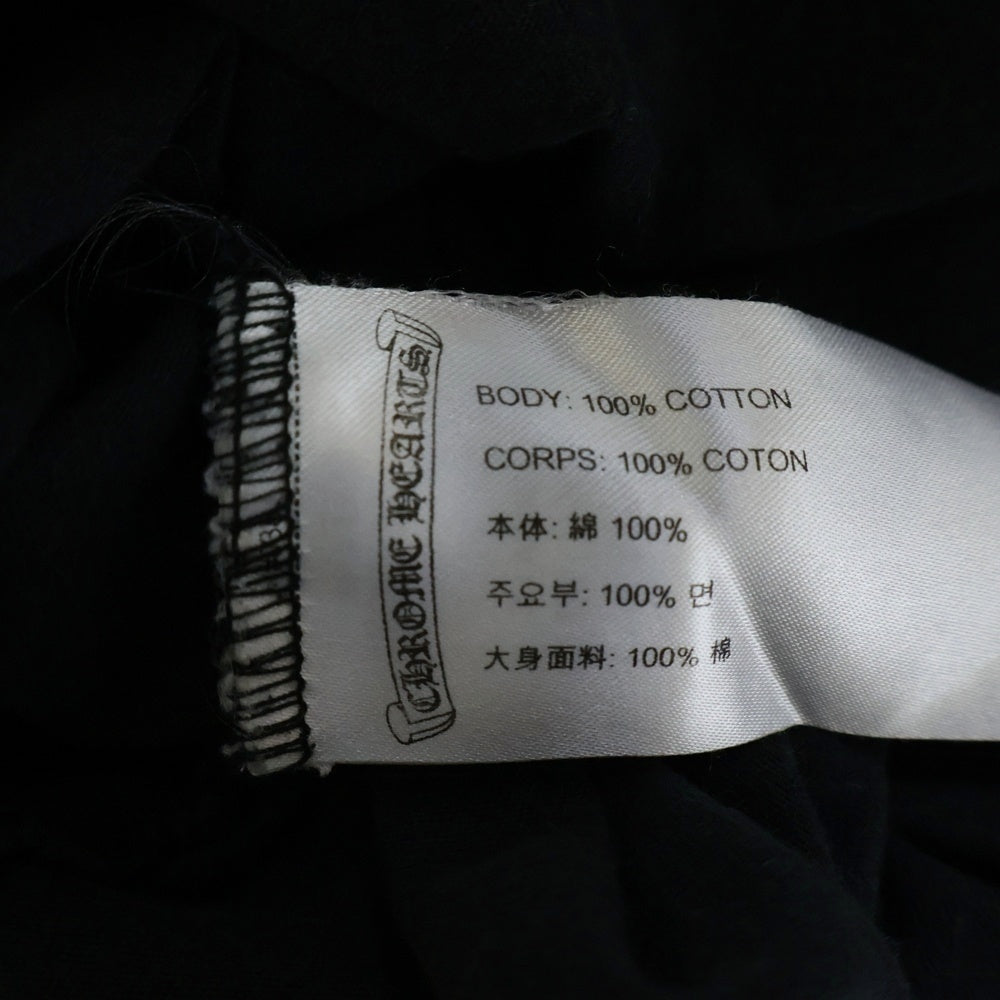 CHROME HEARTS
BODY: 100% COTTON
CORPS: 100% COTON
本体: 綿 100%
주요부: 100% 면
大身面料: 100% 棉